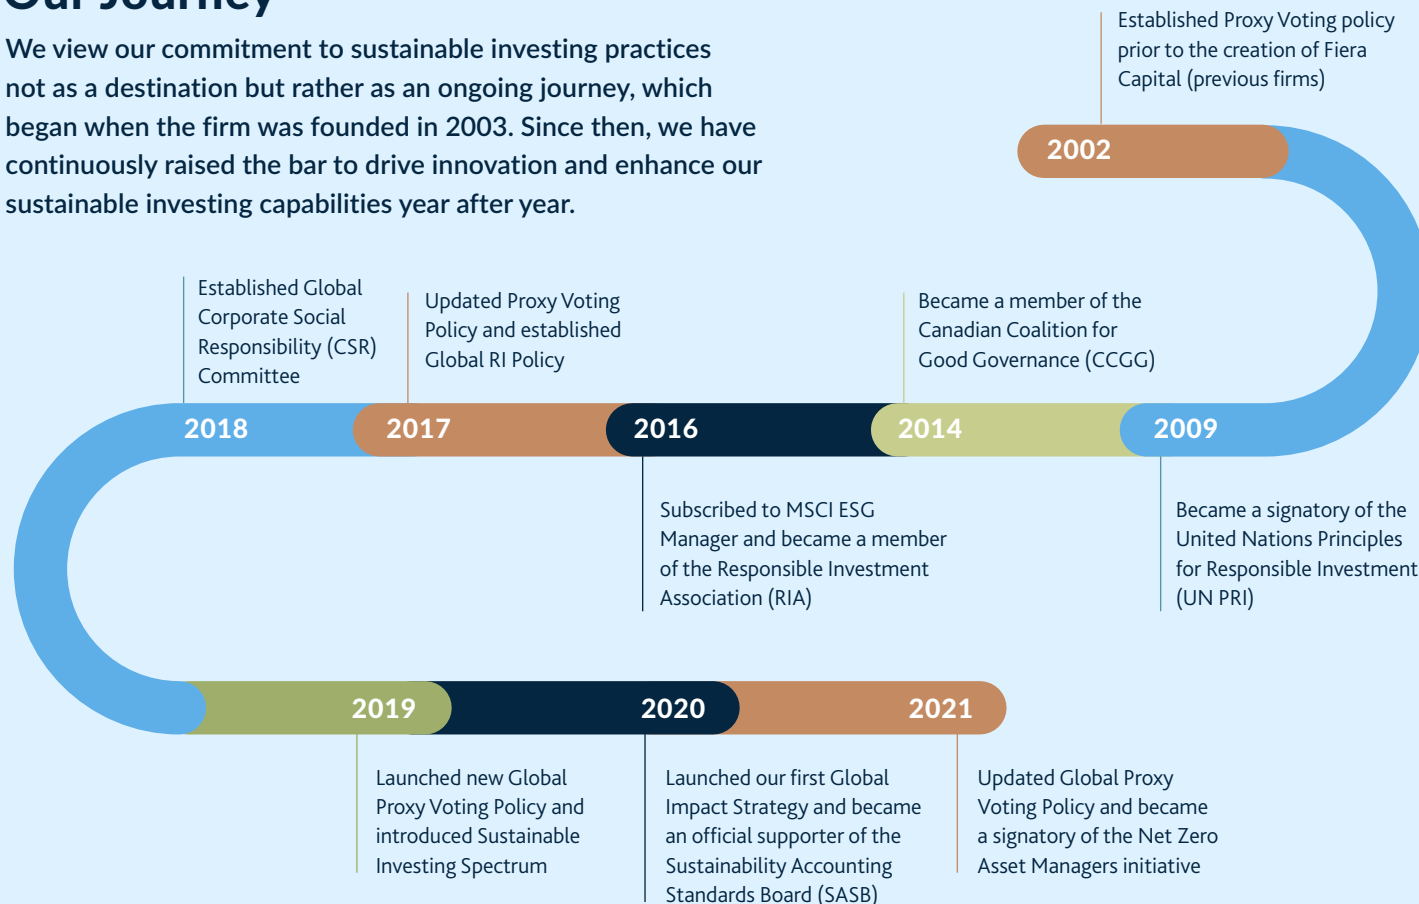 Our Journey
We view our commitment to sustainable investing practices
not as a destination but rather as an ongoing journey, which
began when the firm was founded in 2003. Since then, we have
continuously raised the bar to drive innovation and enhance our
sustainable investing capabilities year after year.
Established Proxy Voting policy
prior to the creation of Fiera
Capital (previous firms)
2002
2009
Became a signatory of the
United Nations Principles
for Responsible Investment
(UN PRI)
Became a member of the
Canadian Coalition for
Good Governance (CCGG)
2014
2016
Subscribed to MSCI ESG
Manager and became a member
of the Responsible Investment
Association (RIA)
Updated Proxy Voting
Policy and established
Global RI Policy
2017
Established Global
Corporate Social
Responsibility (CSR)
Committee
2018
2019
Launched new Global
Proxy Voting Policy and
introduced Sustainable
Investing Spectrum
2020
Launched our first Global
Impact Strategy and became
an official supporter of the
Sustainability Accounting
Standards Board (SASB)
2021
Updated Global Proxy
Voting Policy and became
a signatory of the Net Zero
Asset Managers initiative